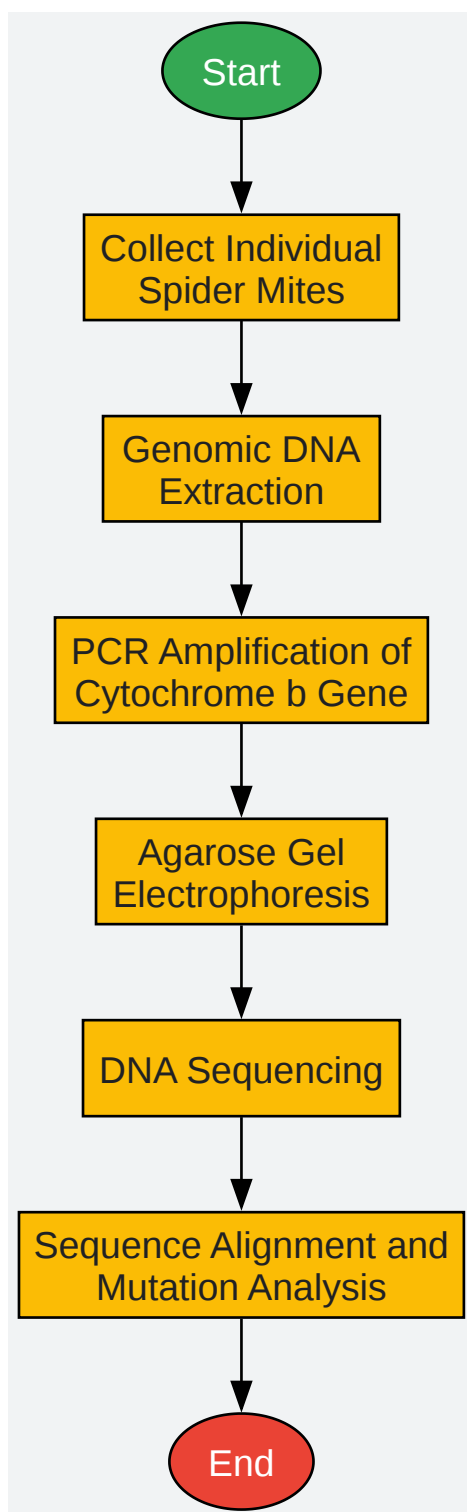 Start
Collect Individual
Spider Mites
Genomic DNA
Extraction
PCR Amplification of
Cytochrome b Gene
Agarose Gel
Electrophoresis
DNA Sequencing
Sequence Alignment and
Mutation Analysis
End